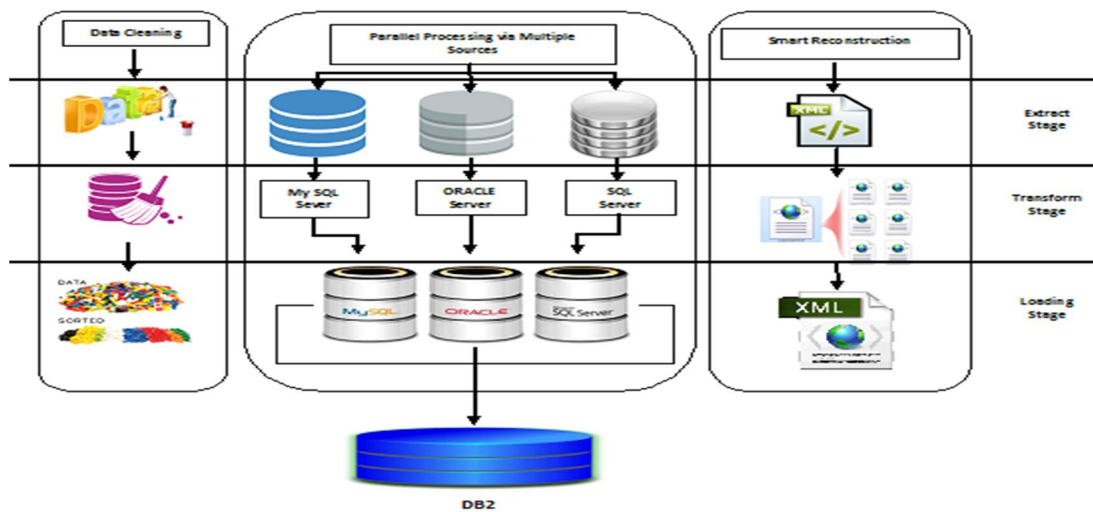 Data Cleaning
Parallel Processing via Multiple
Sources
Smart Reconstruction
Data
XML
</>
Extract
Stage
My SQL
Sever
ORACLE
Server
SQL
Server
Transform
Stage
DATA
SORTED
MySQL
ORACLE
SQL Server
XML
Loading
Stage
DB2